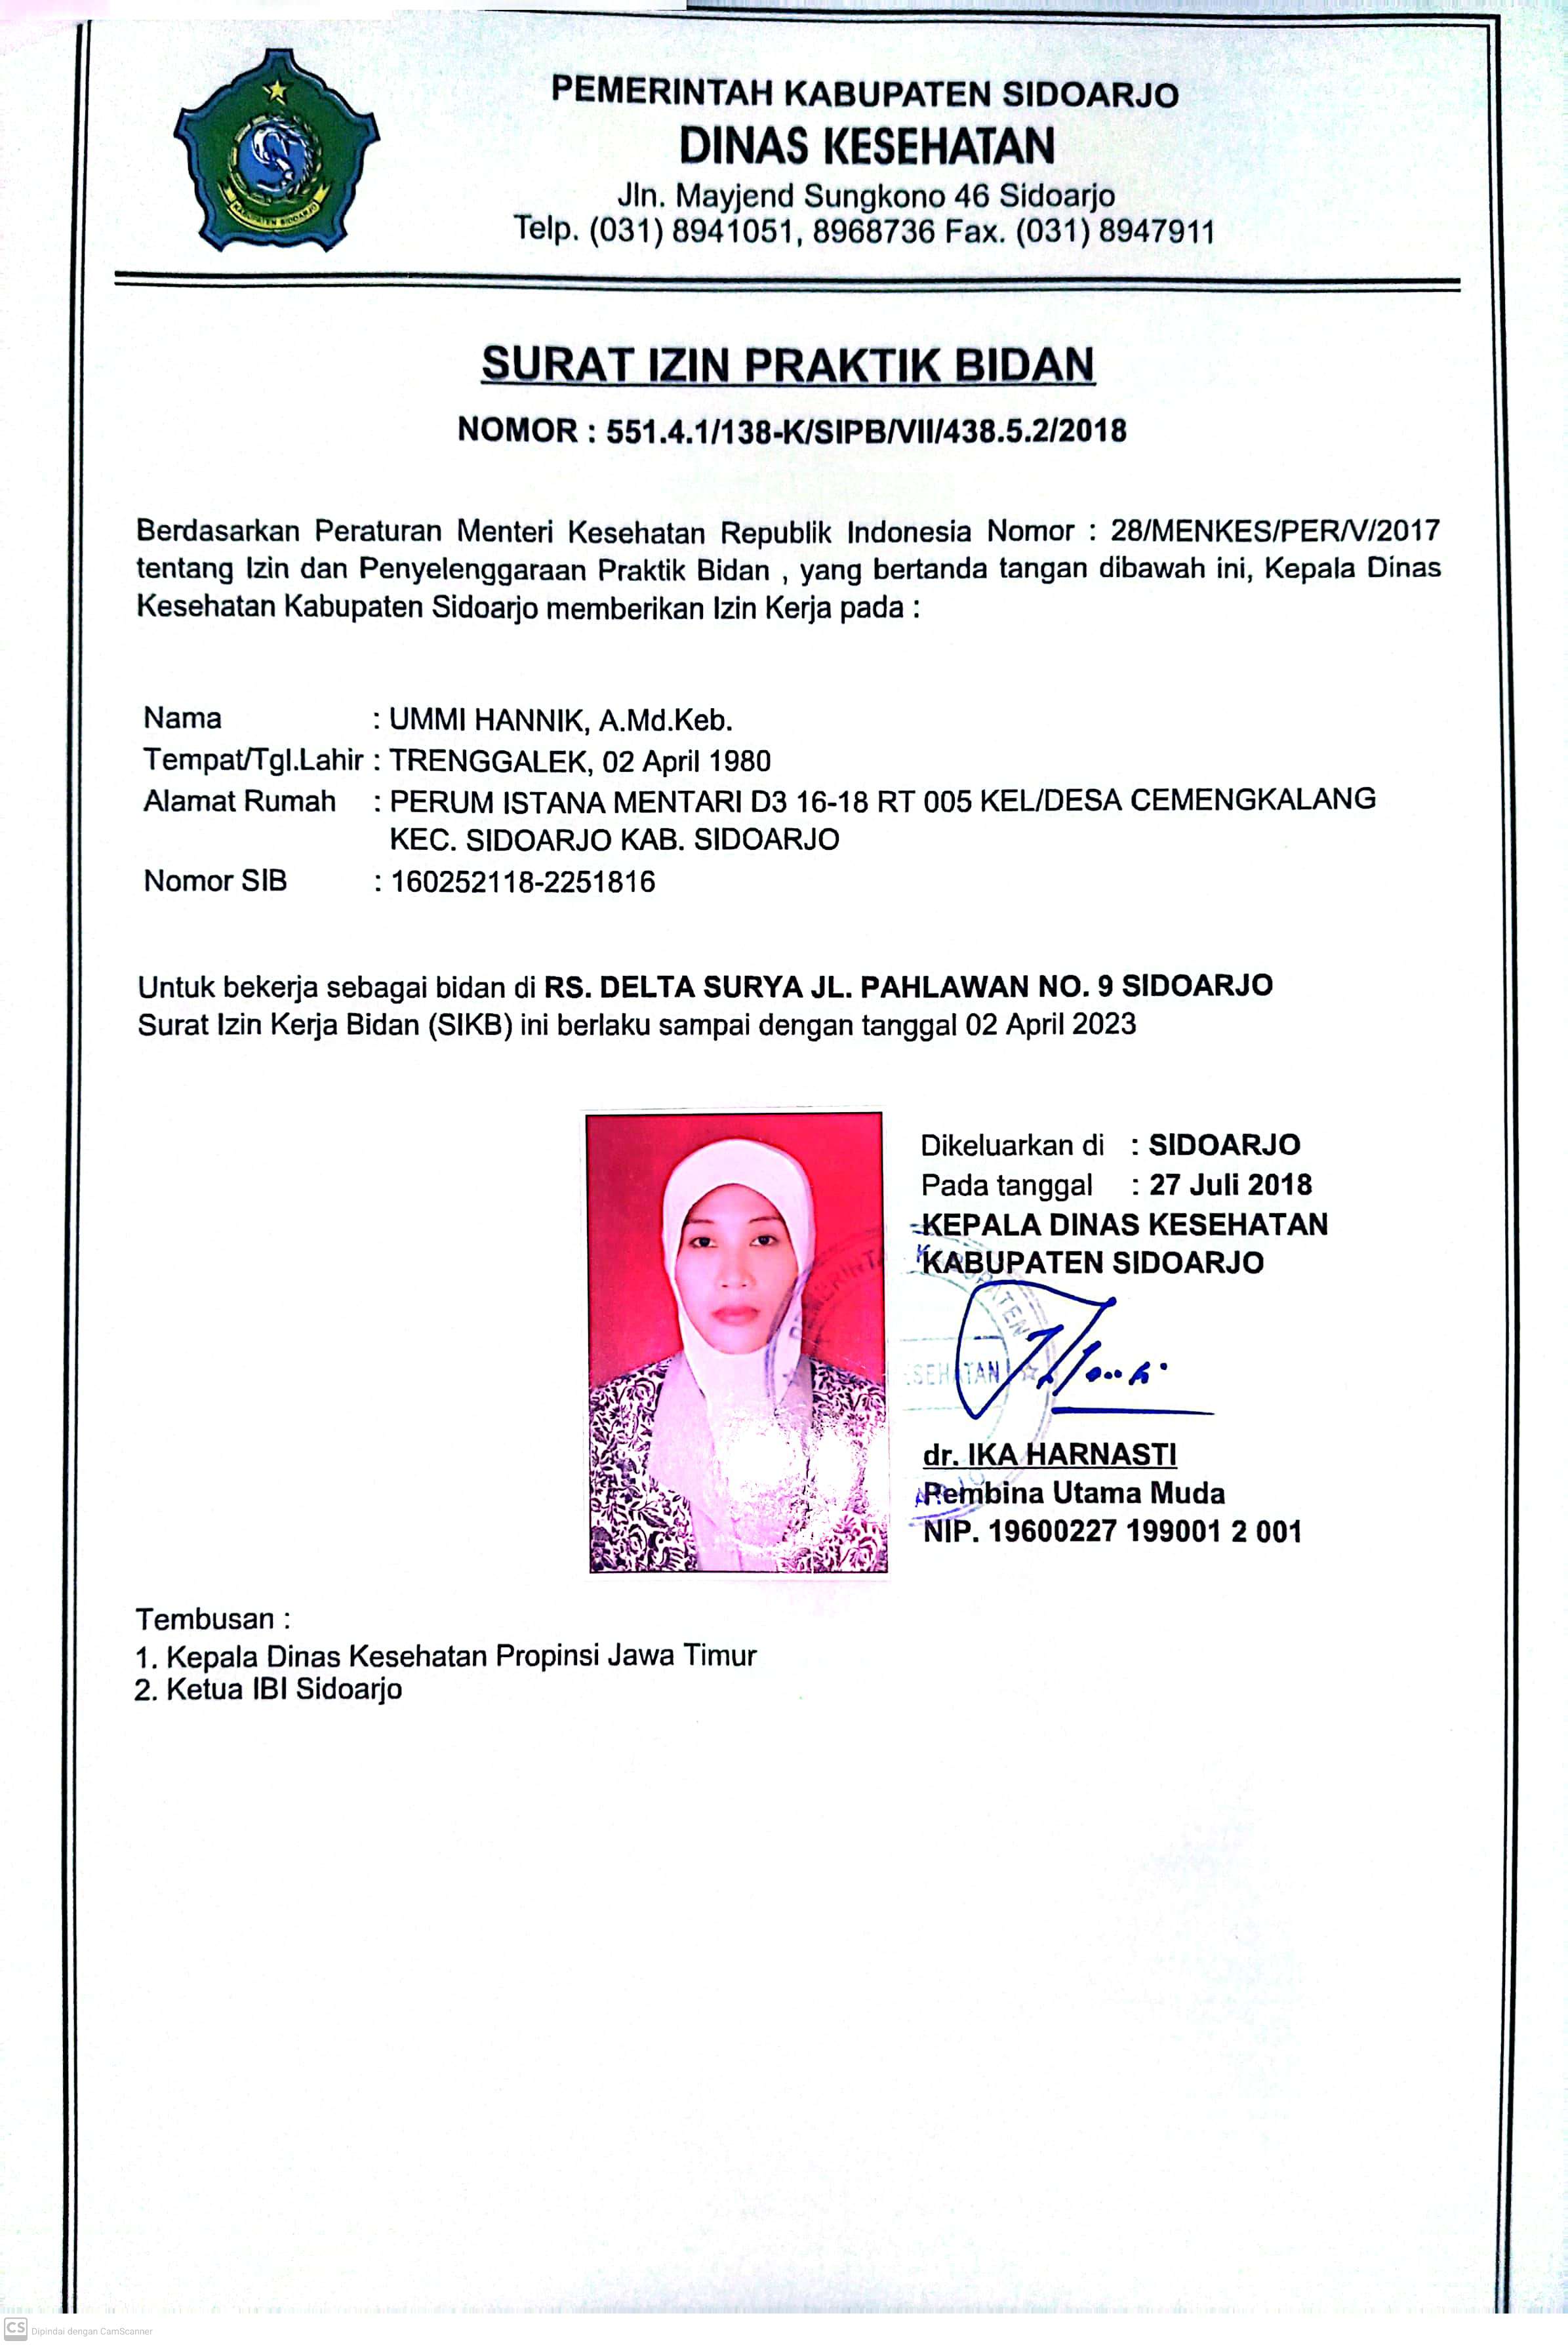 PEMERINTAH KABUPATEN SIDOARJO
DINAS KESEHATAN
Jln. Mayjend Sungkono 46 Sidoarjo
Telp. (031) 8941051, 8968736 Fax. (031) 8947911
KABUPATEN SIDOARJO
SURAT IZIN PRAKTIK BIDAN
NOMOR : 551.4.1/138-K/SIPB/VII/438.5.2/2018
Berdasarkan Peraturan Menteri Kesehatan Republik Indonesia Nomor : 28/MENKES/PER/V/2017
tentang Izin dan Penyelenggaraan Praktik Bidan , yang bertanda tangan dibawah ini, Kepala Dinas
Kesehatan Kabupaten Sidoarjo memberikan Izin Kerja pada :
Nama : UMMI HANNIK, A.Md.Keb.
Tempat/Tgl.Lahir : TRENGGALEK, 02 April 1980
Alamat Rumah : PERUM ISTANA MENTARI D3 16-18 RT 005 KEL/DESA CEMENGKALANG
KEC. SIDOARJO KAB. SIDOARJO
Nomor SIB : 160252118-2251816
Untuk bekerja sebagai bidan di RS. DELTA SURYA JL. PAHLAWAN NO. 9 SIDOARJO
Surat Izin Kerja Bidan (SIKB) ini berlaku sampai dengan tanggal 02 April 2023
Dikeluarkan di : SIDOARJO
Pada tanggal : 27 Juli 2018
KEPALA DINAS KESEHATAN
KABUPATEN SIDOARJO
dr. IKA HARNASTI
Pembina Utama Muda
NIP. 19600227 199001 2 001
Tembusan :
1. Kepala Dinas Kesehatan Propinsi Jawa Timur
2. Ketua IBI Sidoarjo
CS Dipindai dengan CamScanner